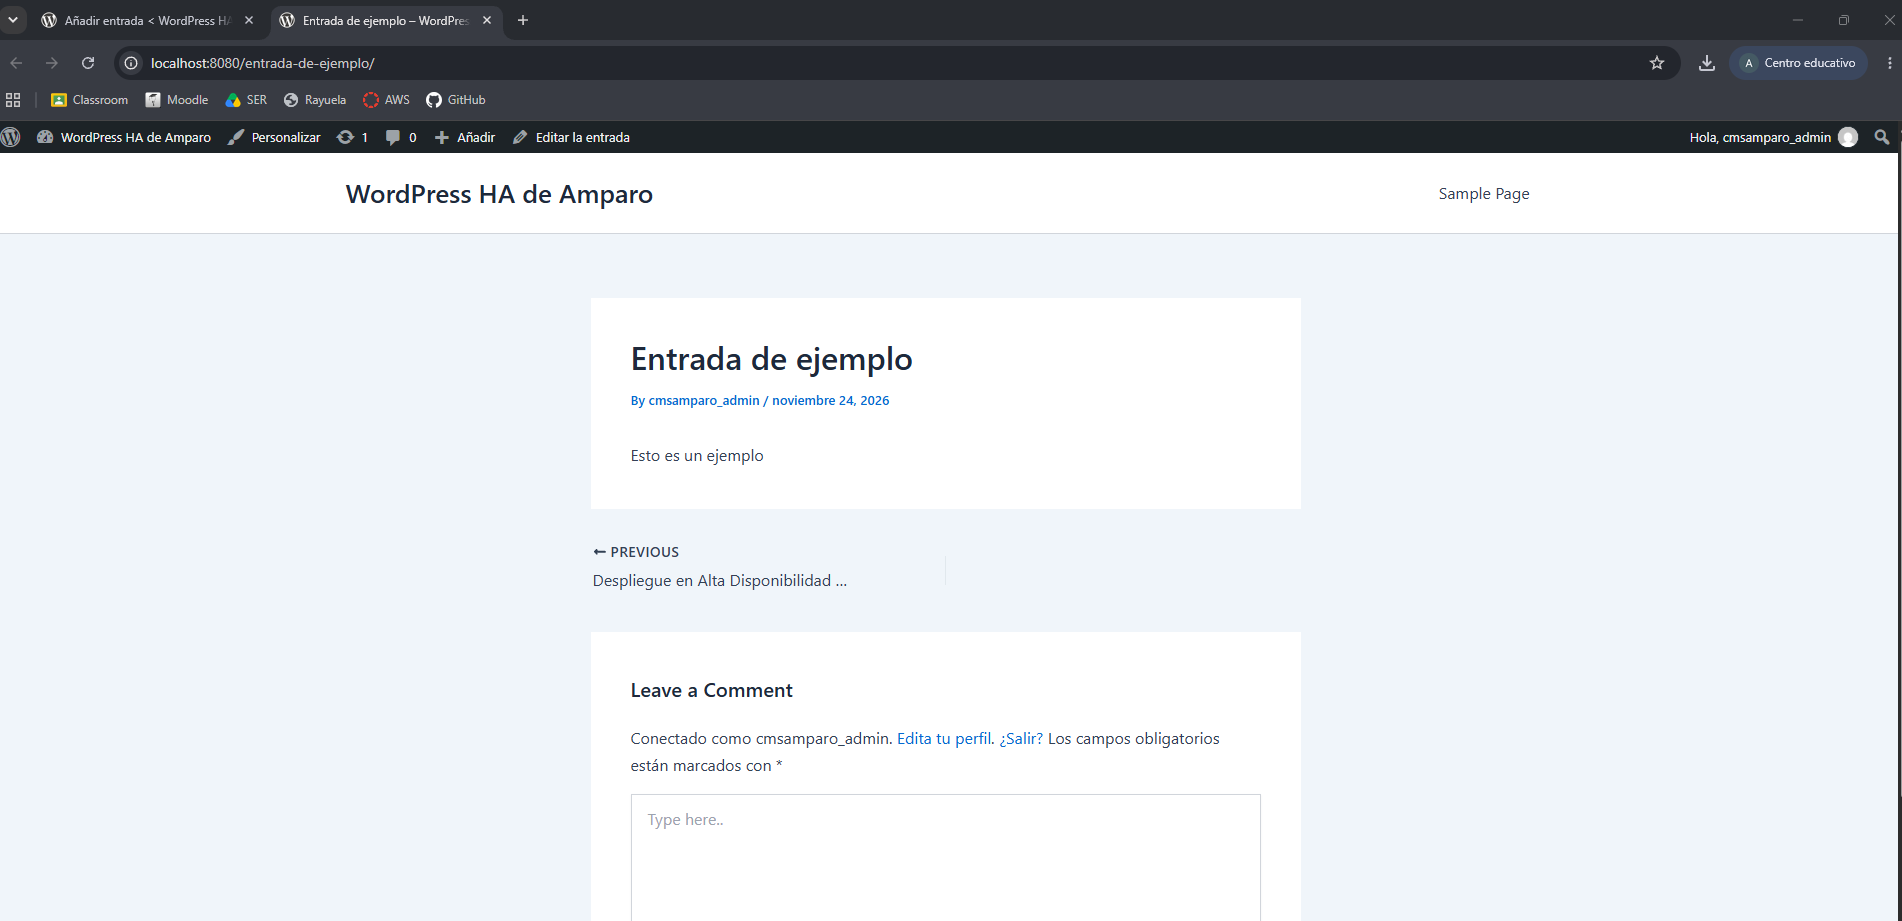 Añadir entrada < WordPress HA
Entrada de ejemplo – WordPres
localhost:8080/entrada-de-ejemplo/
A Centro educativo
Classroom Moodle SER Rayuela AWS GitHub
WordPress HA de Amparo Personalizar 1 0 Añadir Editar la entrada Hola, cmsamparo_admin
WordPress HA de Amparo
Sample Page
Entrada de ejemplo
By cmsamparo_admin / noviembre 24, 2026
Esto es un ejemplo
← PREVIOUS
Despliegue en Alta Disponibilidad ...
Leave a Comment
Conectado como cmsamparo_admin. Edita tu perfil. ¿Salir? Los campos obligatorios
están marcados con *
Type here..